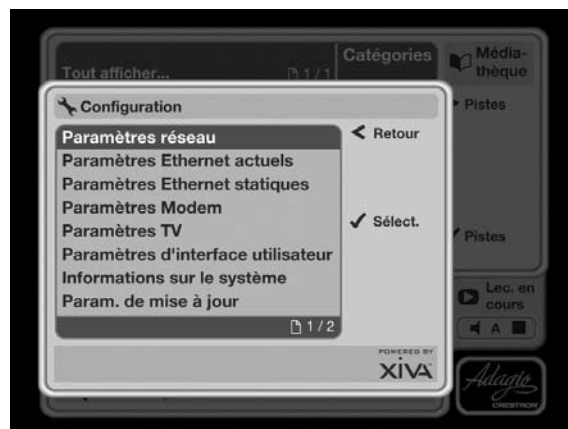 Catégories
Média-
thèque
Tout afficher...
1/1
Configuration
Pistes
Paramètres réseau
Retour
Paramètres Ethernet actuels
Paramètres Ethernet statiques
Paramètres Modem
Sélect.
Paramètres TV
Pistes
Paramètres d'interface utilisateur
Informations sur le système
Param. de mise à jour
Lec. en
cours
1/2
A
POWERED BY
XiVA
Adagio
CRESTRON